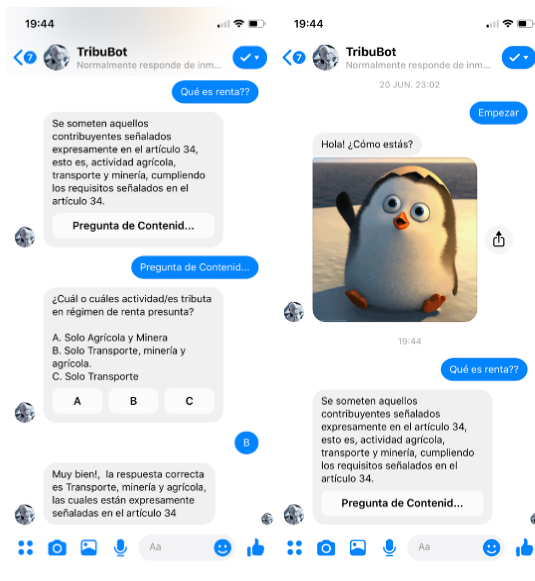 19:44
7
TribuBot
Normalmente responde de inm...
Qué es renta??
Se someten aquellos
contribuyentes señalados
expresamente en el artículo 34,
esto es, actividad agrícola,
transporte y minería, cumpliendo
los requisitos señalados en el
artículo 34.
Pregunta de Contenid...
Pregunta de Contenid...
¿Cuál o cuáles actividad/es tributa
en régimen de renta presunta?
A. Solo Agrícola y Minera
B. Solo Transporte, minería y
agrícola.
C. Solo Transporte
A B C
B
Muy bien!, la respuesta correcta
es Transporte, minería y agrícola,
las cuales están expresamente
señaladas en el artículo 34
Aa
19:44
7
TribuBot
Normalmente responde de inm...
20 JUN. 23:02
Empezar
Hola! ¿Cómo estás?
19:44
Qué es renta??
Se someten aquellos
contribuyentes señalados
expresamente en el artículo 34,
esto es, actividad agrícola,
transporte y minería, cumpliendo
los requisitos señalados en el
artículo 34.
Pregunta de Contenid...
Aa